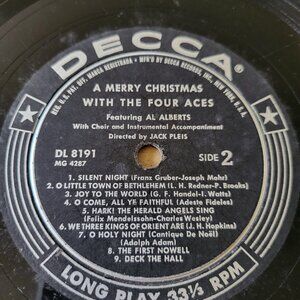 DECCA
REG. U.S. PAT. OFF. MARCA REGISTRADA • MF'D BY DECCA RECORDS, INC., NEW YORK, U.S.A.
A MERRY CHRISTMAS
WITH THE FOUR ACES
Featuring AL ALBERTS
With Choir and Instrumental Accompaniment
Directed by JACK PLEIS
DL 8191
MG 4287
SIDE 2
1. SILENT NIGHT (Franz Gruber-Joseph Mohr)
2. O LITTLE TOWN OF BETHLEHEM (L. H. Redner-P. Brooks)
3. JOY TO THE WORLD (G. F. Handel-I. Watts)
4. O COME, ALL YE FAITHFUL (Adeste Fideles)
5. HARK! THE HERALD ANGELS SING
(Felix Mendelssohn-Charles Wesley)
6. WE THREE KINGS OF ORIENT ARE (J. H. Hopkins)
7. O HOLY NIGHT (Cantique De Noël)
(Adolph Adam)
8. THE FIRST NOWELL
9. DECK THE HALL
LONG PLAY 33⅓ RPM